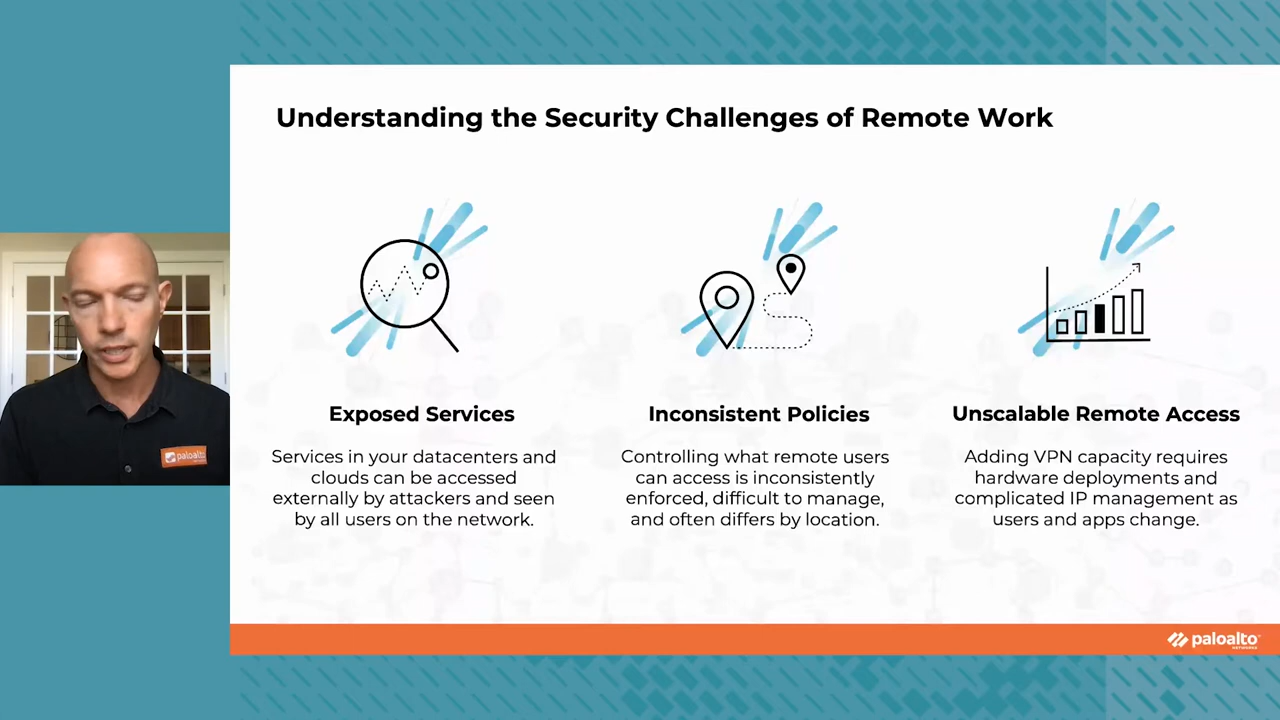 Understanding the Security Challenges of Remote Work
Exposed Services
Services in your datacenters and
clouds can be accessed
externally by attackers and seen
by all users on the network.
Inconsistent Policies
Controlling what remote users
can access is inconsistently
enforced, difficult to manage,
and often differs by location.
Unscalable Remote Access
Adding VPN capacity requires
hardware deployments and
complicated IP management as
users and apps change.
paloalto
paloalto
NETWORKS